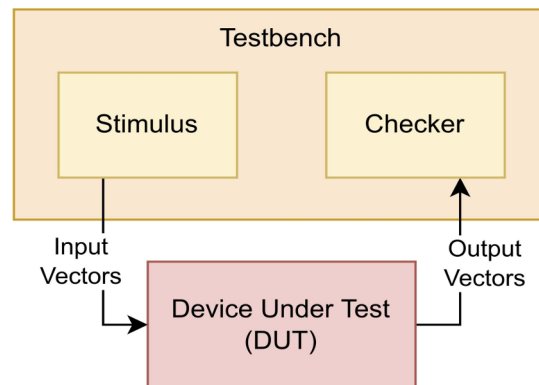 Testbench
Stimulus
Checker
Input
Vectors
Output
Vectors
Device Under Test
(DUT)